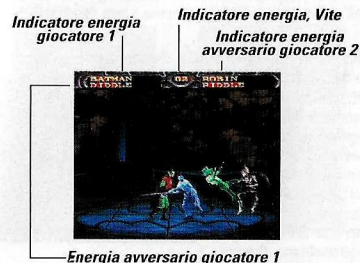 Indicatore energia
giocatore 1
Indicatore energia, Vite
Indicatore energia
avversario giocatore 2
BATMAN 02 ROBIN
RIDDLE RIDDLE
Energia avversario giocatore 1